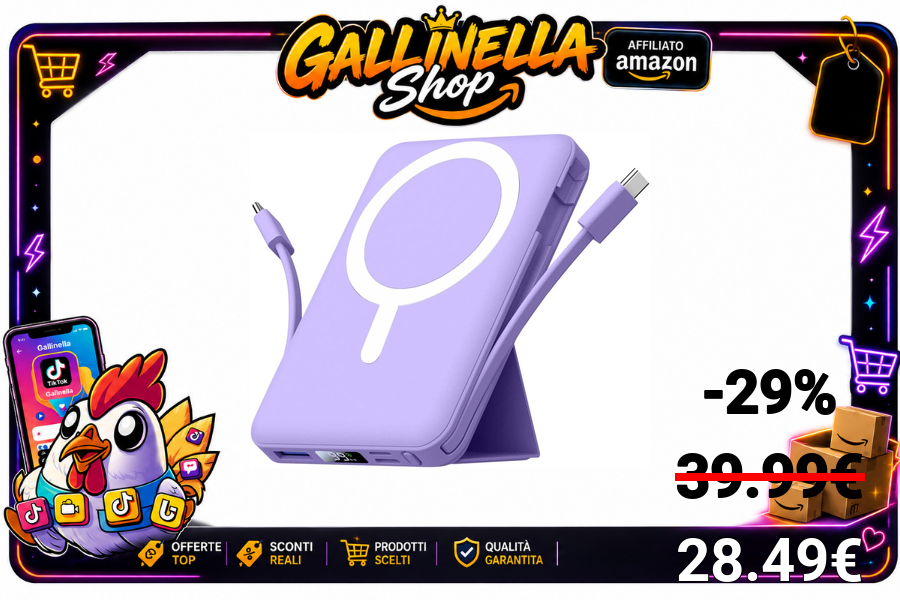 GALLINELLA
Shop
AFFILIATO
amazon
Gallinella
TikTok
Gallinella
99%
-29%
39.99€
28.49€
OFFERTE
TOP
SCONTI
REALI
PRODOTTI
SCELTI
QUALITÀ
GARANTITA